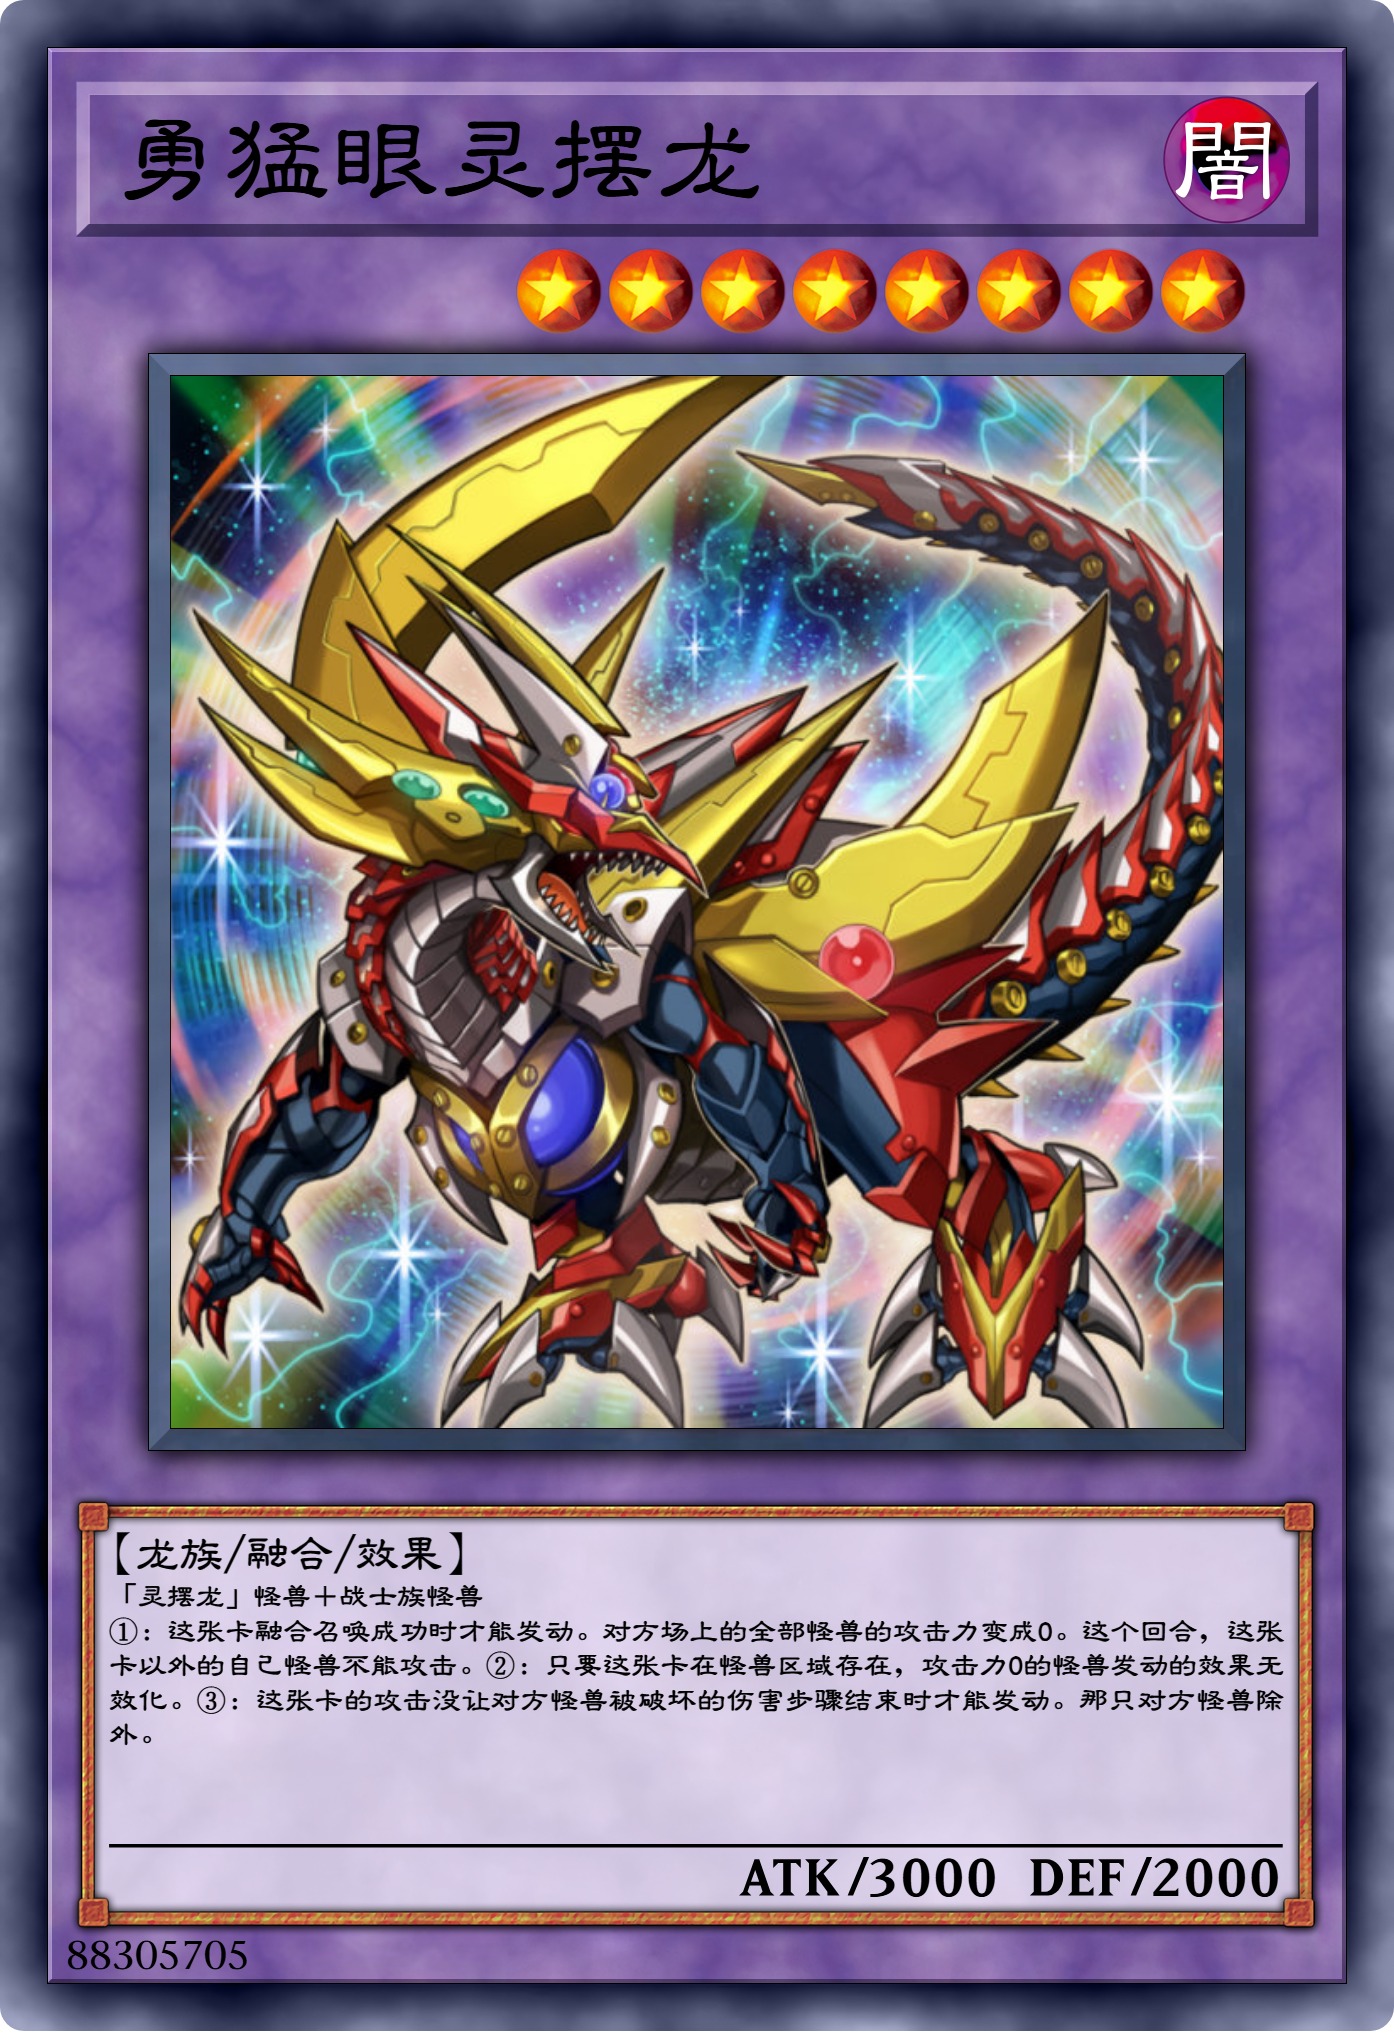 勇猛眼灵摆龙
闇
【龙族/融合/效果】
「灵摆龙」怪兽＋战士族怪兽
①：这张卡融合召唤成功时才能发动。对方场上的全部怪兽的攻击力变成0。这个回合，这张
卡以外的自己怪兽不能攻击。②：只要这张卡在怪兽区域存在，攻击力0的怪兽发动的效果无
效化。③：这张卡的攻击没让对方怪兽被破坏的伤害步骤结束时才能发动。那只对方怪兽除
外。
ATK/3000 DEF/2000
88305705